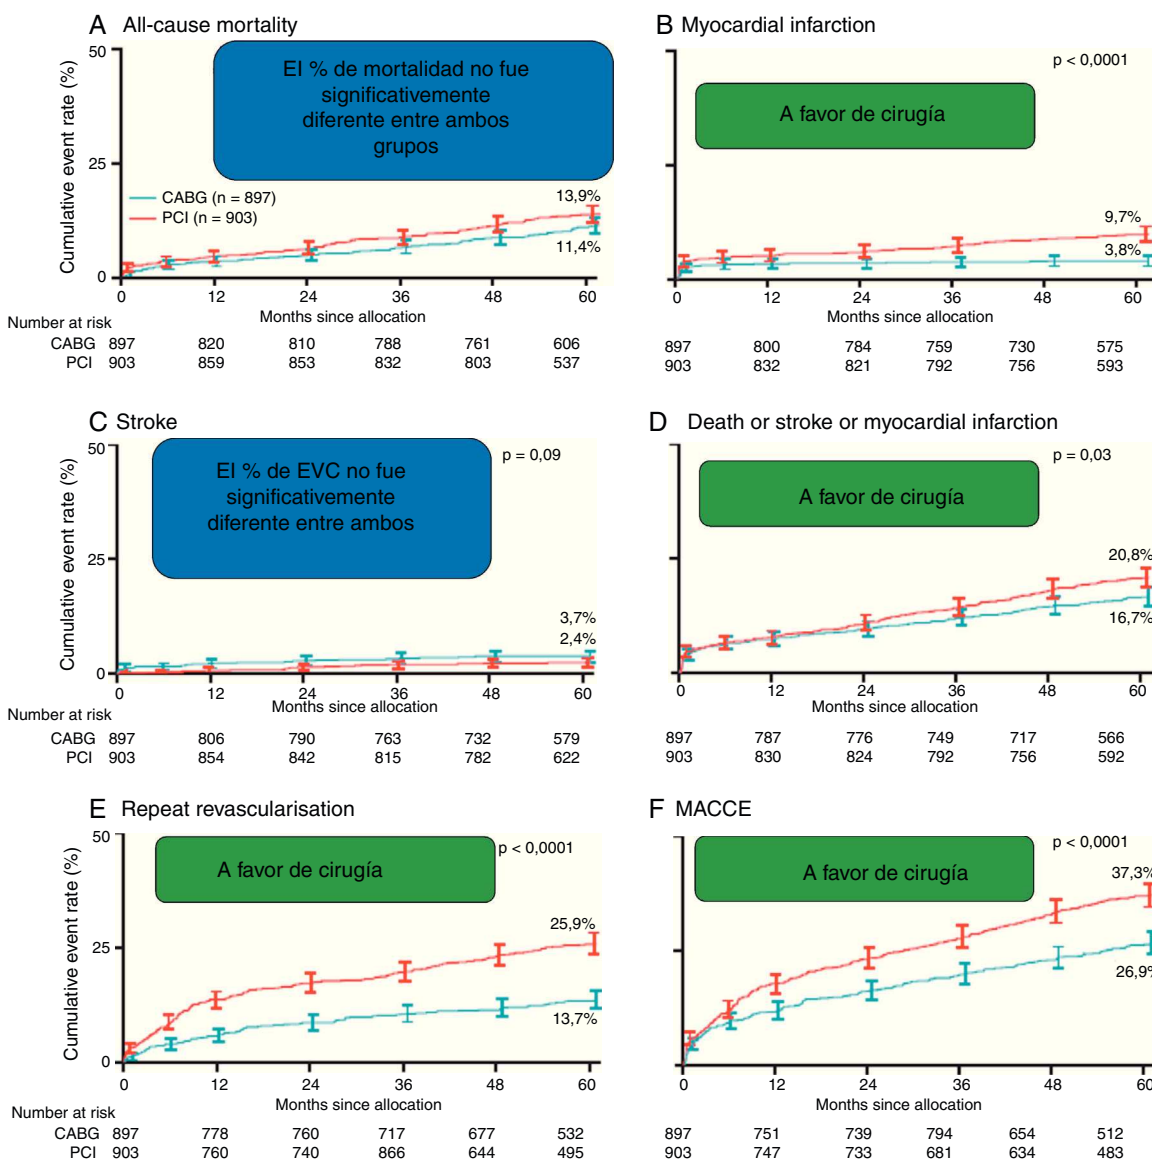 A All-cause mortality
Cumulative event rate (%)
50
25
0
El % de mortalidad no fue
significativemente
diferente entre ambos
grupos
CABG (n = 897)
PCI (n = 903)
13,9%
11,4%
0 12 24 36 48 60
Months since allocation
Number at risk
CABG 897 820 810 788 761 606
PCI 903 859 853 832 803 537
B Myocardial infarction
p < 0,0001
A favor de cirugía
9,7%
3,8%
0 12 24 36 48 60
Months since allocation
897 800 784 759 730 575
903 832 821 792 756 593
C Stroke
Cumulative event rate (%)
50
25
0
El % de EVC no fue
significativemente
diferente entre ambos
p = 0,09
3,7%
2,4%
0 12 24 36 48 60
Months since allocation
Number at risk
CABG 897 806 790 763 732 579
PCI 903 854 842 815 782 622
D Death or stroke or myocardial infarction
p = 0,03
A favor de cirugía
20,8%
16,7%
0 12 24 36 48 60
Months since allocation
897 787 776 749 717 566
903 830 824 792 756 592
E Repeat revascularisation
Cumulative event rate (%)
50
25
0
A favor de cirugía
p < 0,0001
25,9%
13,7%
0 12 24 36 48 60
Months since allocation
Number at risk
CABG 897 778 760 717 677 532
PCI 903 760 740 866 644 495
F MACCE
A favor de cirugía
p < 0,0001
37,3%
26,9%
0 12 24 36 48 60
Months since allocation
897 751 739 794 654 512
903 747 733 681 634 483